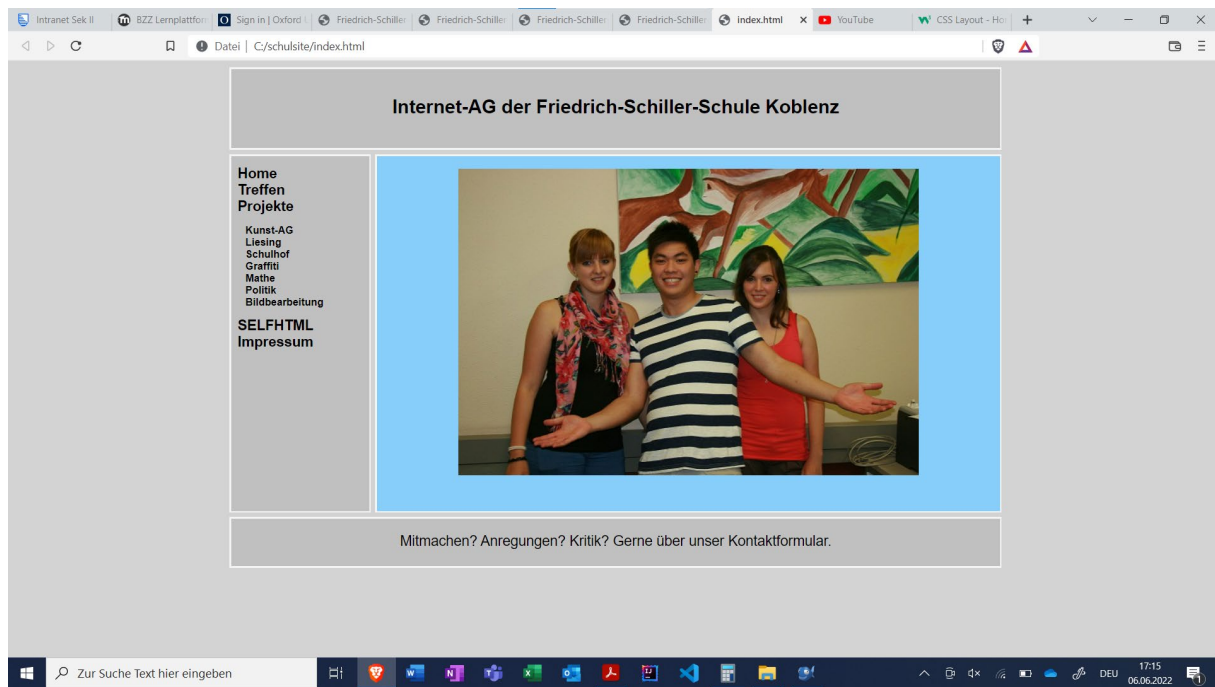 Intranet Sek II
BZZ Lernplattfor
Sign in | Oxford
Friedrich-Schiller
Friedrich-Schiller
Friedrich-Schiller
Friedrich-Schiller
index.html
YouTube
CSS Layout - Ho
Datei | C:/schulsite/index.html
Internet-AG der Friedrich-Schiller-Schule Koblenz
Home
Treffen
Projekte
Kunst-AG
Liesing
Schulhof
Graffiti
Mathe
Politik
Bildbearbeitung
SELFHTML
Impressum
Mitmachen? Anregungen? Kritik? Gerne über unser Kontaktformular.
Zur Suche Text hier eingeben
DEU
17:15
06.06.2022